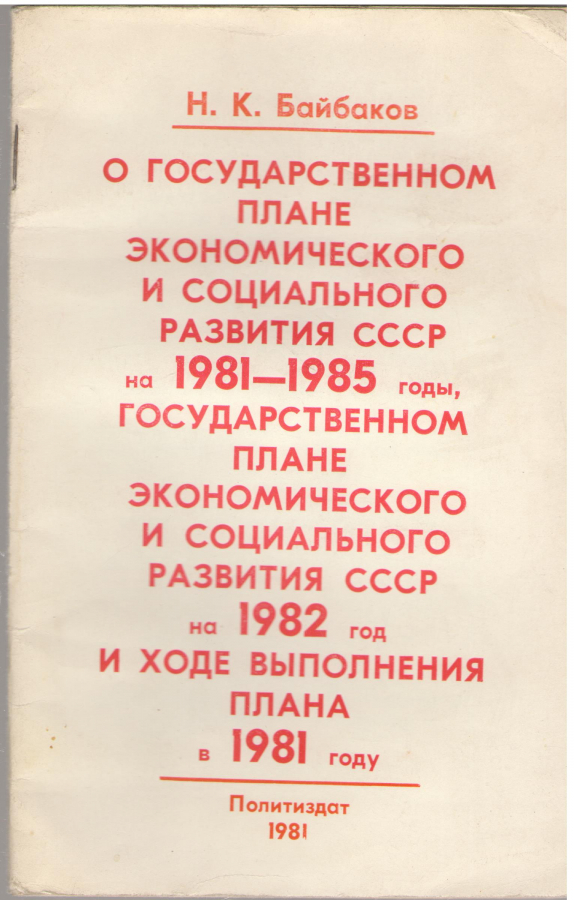 Н. К. Байбаков
О ГОСУДАРСТВЕННОМ
ПЛАНЕ
ЭКОНОМИЧЕСКОГО
И СОЦИАЛЬНОГО
РАЗВИТИЯ СССР
на 1981—1985 годы,
ГОСУДАРСТВЕННОМ
ПЛАНЕ
ЭКОНОМИЧЕСКОГО
И СОЦИАЛЬНОГО
РАЗВИТИЯ СССР
на 1982 год
И ХОДЕ ВЫПОЛНЕНИЯ
ПЛАНА
в 1981 году
Политиздат
1981